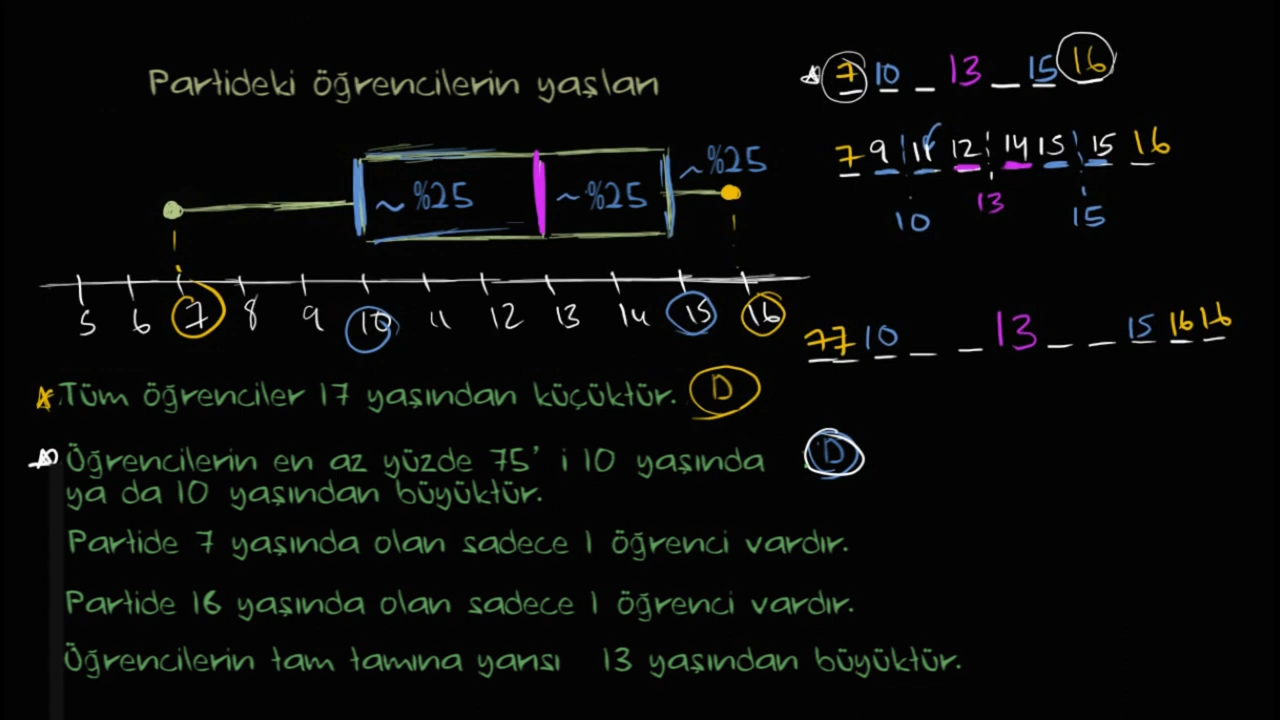 Partideki öğrencilerin yaşları
7 10 _ 13 _ 15 16
7 9 11 12 14 15 15 16
13
10 15
~%25 ~%25 ~%25
5 6 7 8 9 10 11 12 13 14 15 16
7 7 10 _ _ 13 _ _ 15 16 16
Tüm öğrenciler 17 yaşından küçüktür. D
Öğrencilerin en az yüzde 75' i 10 yaşında D
ya da 10 yaşından büyüktür.
Partide 7 yaşında olan sadece 1 öğrenci vardır.
Partide 16 yaşında olan sadece 1 öğrenci vardır.
Öğrencilerin tam tamına yarısı 13 yaşından büyüktür.